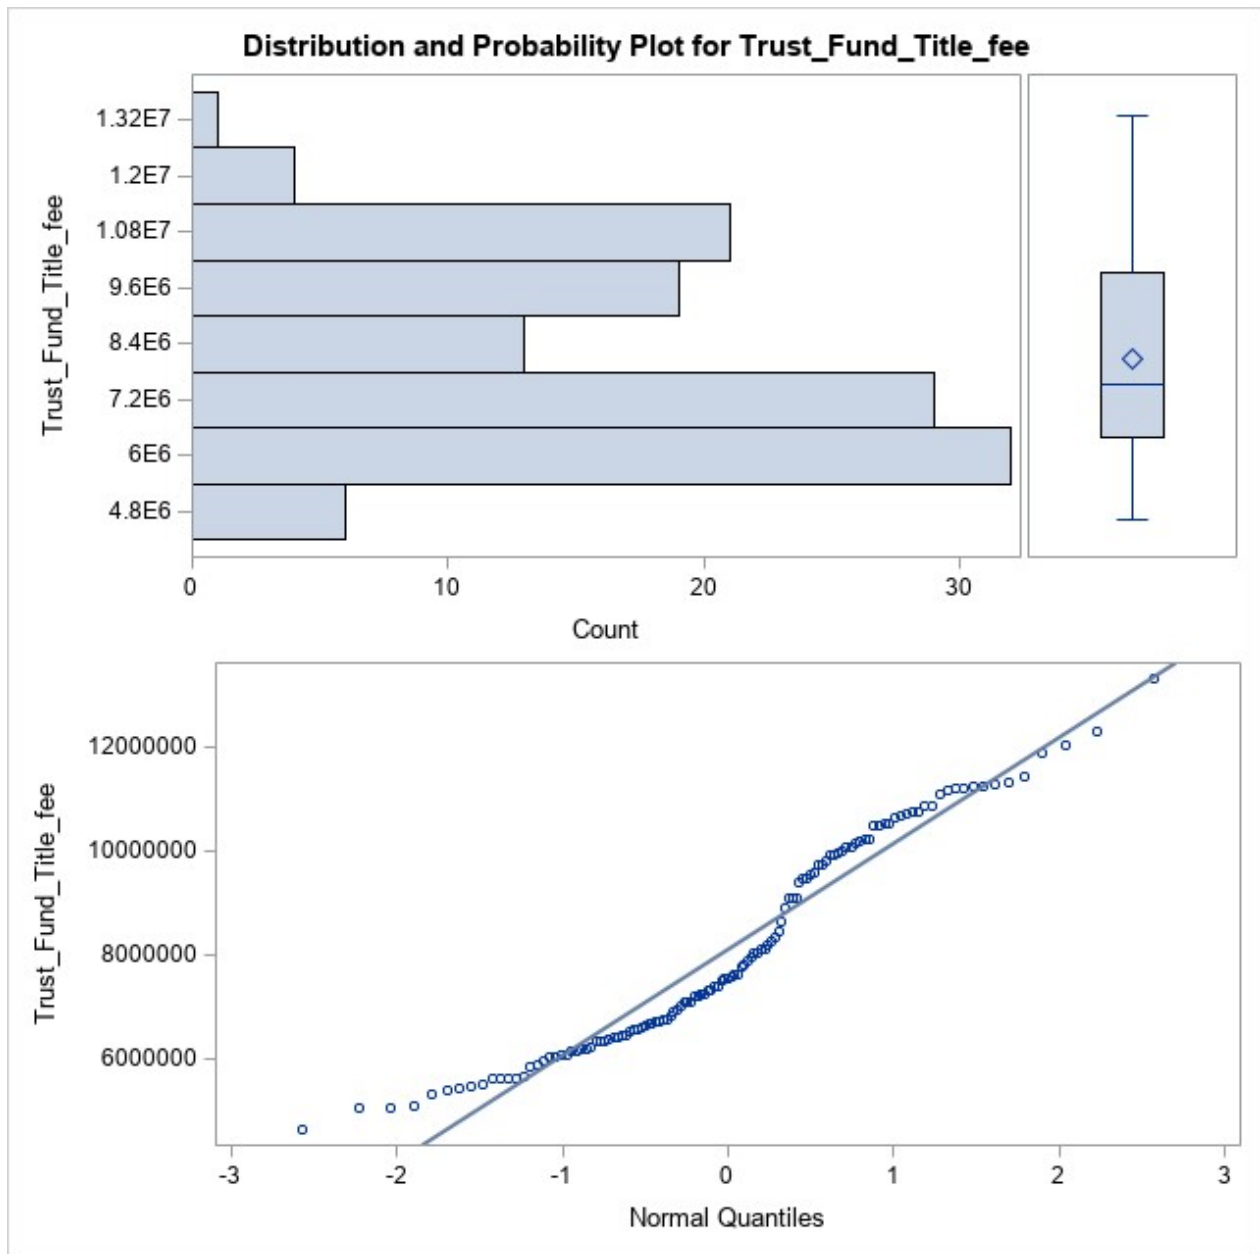 Distribution and Probability Plot for Trust_Fund_Title_fee
Trust_Fund_Title_fee
1.32E7
1.2E7
1.08E7
9.6E6
8.4E6
7.2E6
6E6
4.8E6
0 10 20 30
Count
Trust_Fund_Title_fee
12000000
10000000
8000000
6000000
-3 -2 -1 0 1 2 3
Normal Quantiles